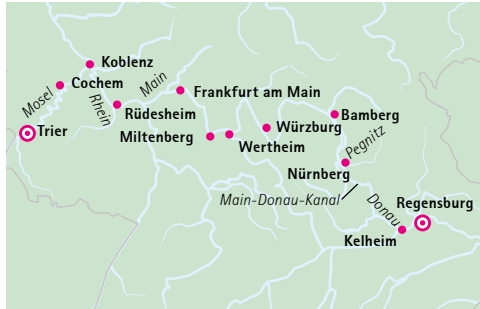 Koblenz
Cochem
Main
Mosel
Rhein
Frankfurt am Main
Rüdesheim
Bamberg
Trier
Miltenberg
Würzburg
Wertheim
Pegnitz
Nürnberg
Main-Donau-Kanal
Donau
Regensburg
Kelheim